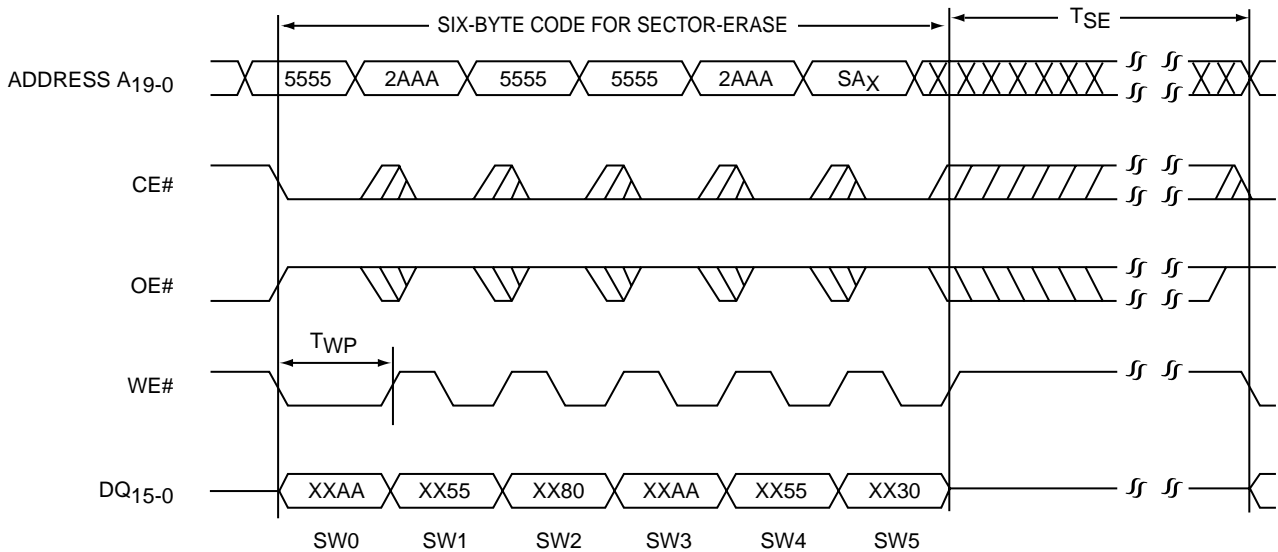 SIX-BYTE CODE FOR SECTOR-ERASE TSE
ADDRESS A19-0 5555 2AAA 5555 5555 2AAA SAX
CE#
OE#
TWP
WE#
DQ15-0 XXAA XX55 XX80 XXAA XX55 XX30
SW0 SW1 SW2 SW3 SW4 SW5